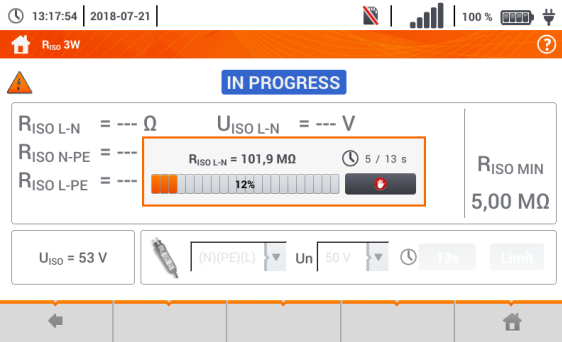 13:17:54 2018-07-21 100 %
RISO 3W ?
IN PROGRESS
RISO L-N = --- Ω UISO L-N = --- V
RISO N-PE = ---
RISO L-PE = ---
RISO L-N = 101,9 MΩ 5 / 13 s
12%
RISO MIN
5,00 MΩ
UISO = 53 V
(N)(PE)(L) Un 50 V 13s Limit